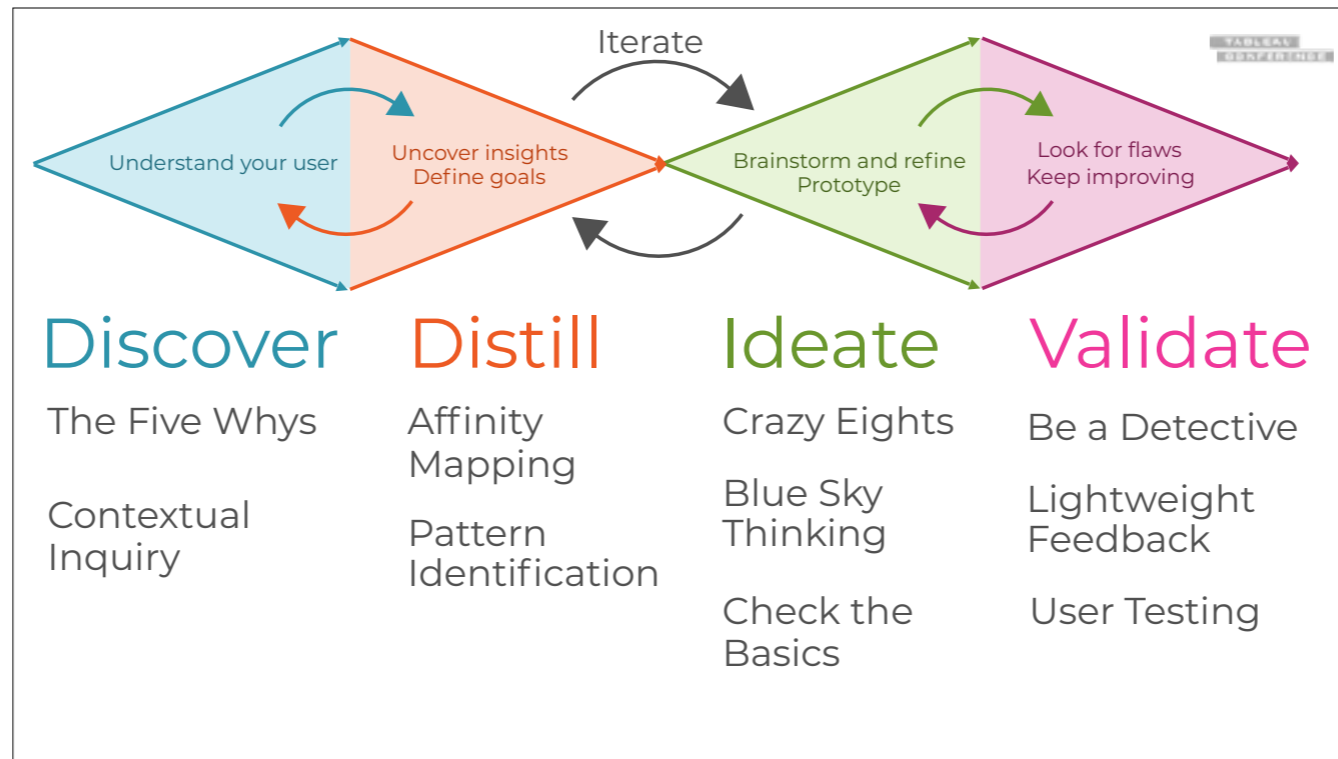 Iterate
TABLEAU
CONFERENCE
Understand your user
Uncover insights
Define goals
Brainstorm and refine
Prototype
Look for flaws
Keep improving
Discover
Distill
Ideate
Validate
The Five Whys
Contextual
Inquiry
Affinity
Mapping
Pattern
Identification
Crazy Eights
Blue Sky
Thinking
Check the
Basics
Be a Detective
Lightweight
Feedback
User Testing